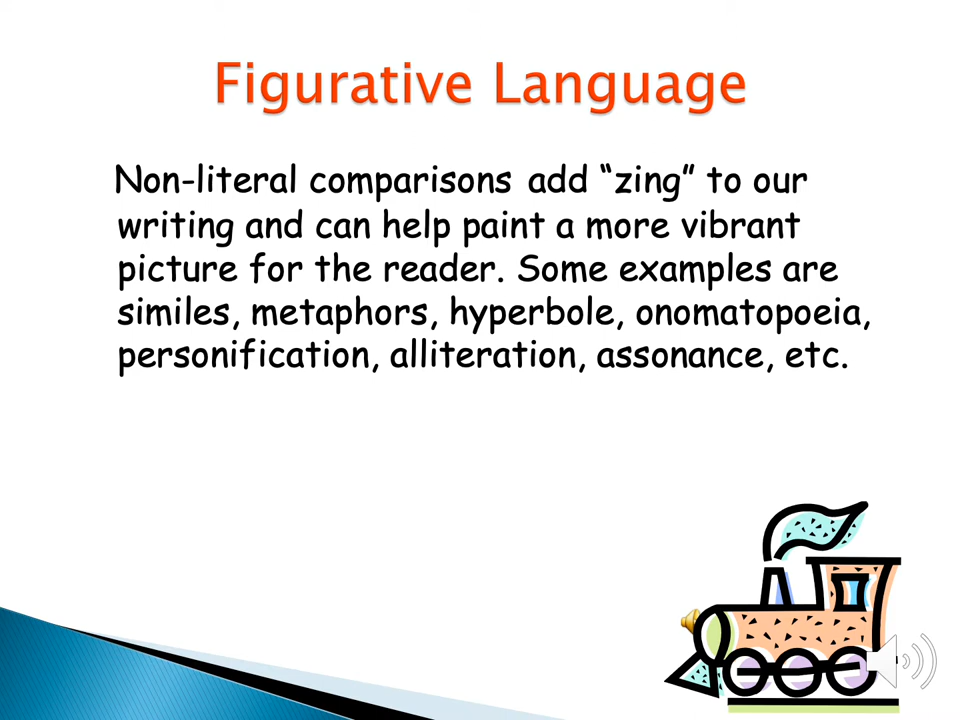 Figurative Language
Non-literal comparisons add “zing” to our
writing and can help paint a more vibrant
picture for the reader. Some examples are
similes, metaphors, hyperbole, onomatopoeia,
personification, alliteration, assonance, etc.